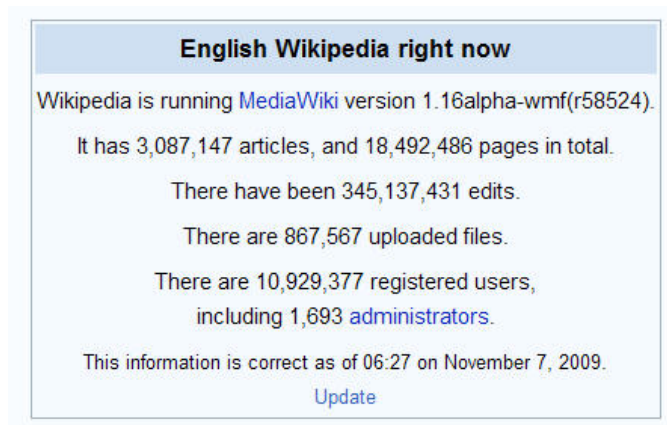 English Wikipedia right now
Wikipedia is running MediaWiki version 1.16alpha-wmf(r58524).
It has 3,087,147 articles, and 18,492,486 pages in total.
There have been 345,137,431 edits.
There are 867,567 uploaded files.
There are 10,929,377 registered users,
including 1,693 administrators.
This information is correct as of 06:27 on November 7, 2009.
Update